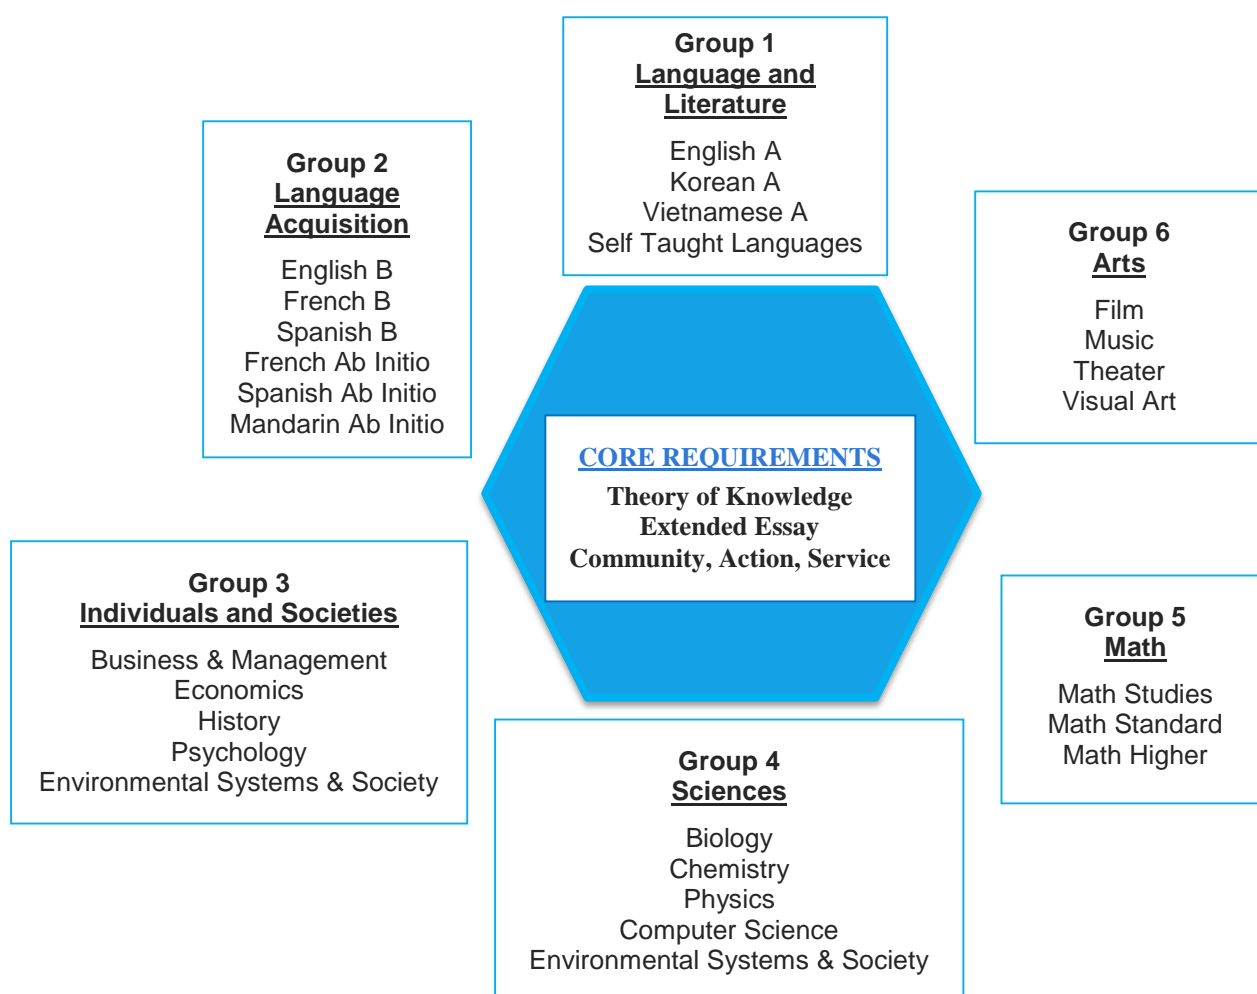 Group 1
Language and
Literature
English A
Korean A
Vietnamese A
Self Taught Languages
Group 2
Language
Acquisition
English B
French B
Spanish B
French Ab Initio
Spanish Ab Initio
Mandarin Ab Initio
Group 6
Arts
Film
Music
Theater
Visual Art
CORE REQUIREMENTS
Theory of Knowledge
Extended Essay
Community, Action, Service
Group 3
Individuals and Societies
Business & Management
Economics
History
Psychology
Environmental Systems & Society
Group 5
Math
Math Studies
Math Standard
Math Higher
Group 4
Sciences
Biology
Chemistry
Physics
Computer Science
Environmental Systems & Society